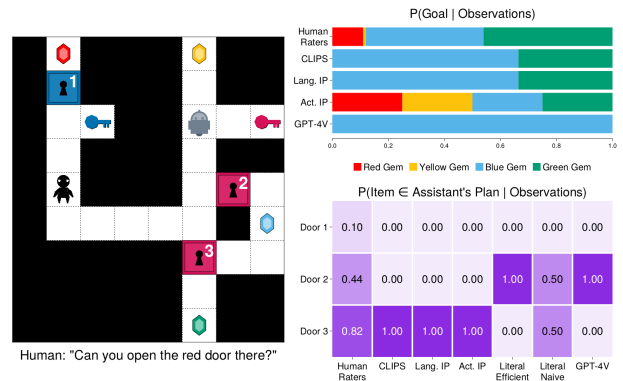 1
2
3
Human: "Can you open the red door there?"
P(Goal | Observations)
Human
Raters
CLIPS
Lang. IP
Act. IP
GPT-4V
0.0 0.2 0.4 0.6 0.8 1.0
Red Gem Yellow Gem Blue Gem Green Gem
P(Item ∈ Assistant's Plan | Observations)
Door 1 0.10 0.00 0.00 0.00 0.00 0.00 0.00
Door 2 0.44 0.00 0.00 0.00 1.00 0.50 1.00
Door 3 0.82 1.00 1.00 1.00 0.00 0.50 0.00
Human CLIPS Lang. IP Act. IP Literal Literal GPT-4V
Raters Efficient Naive